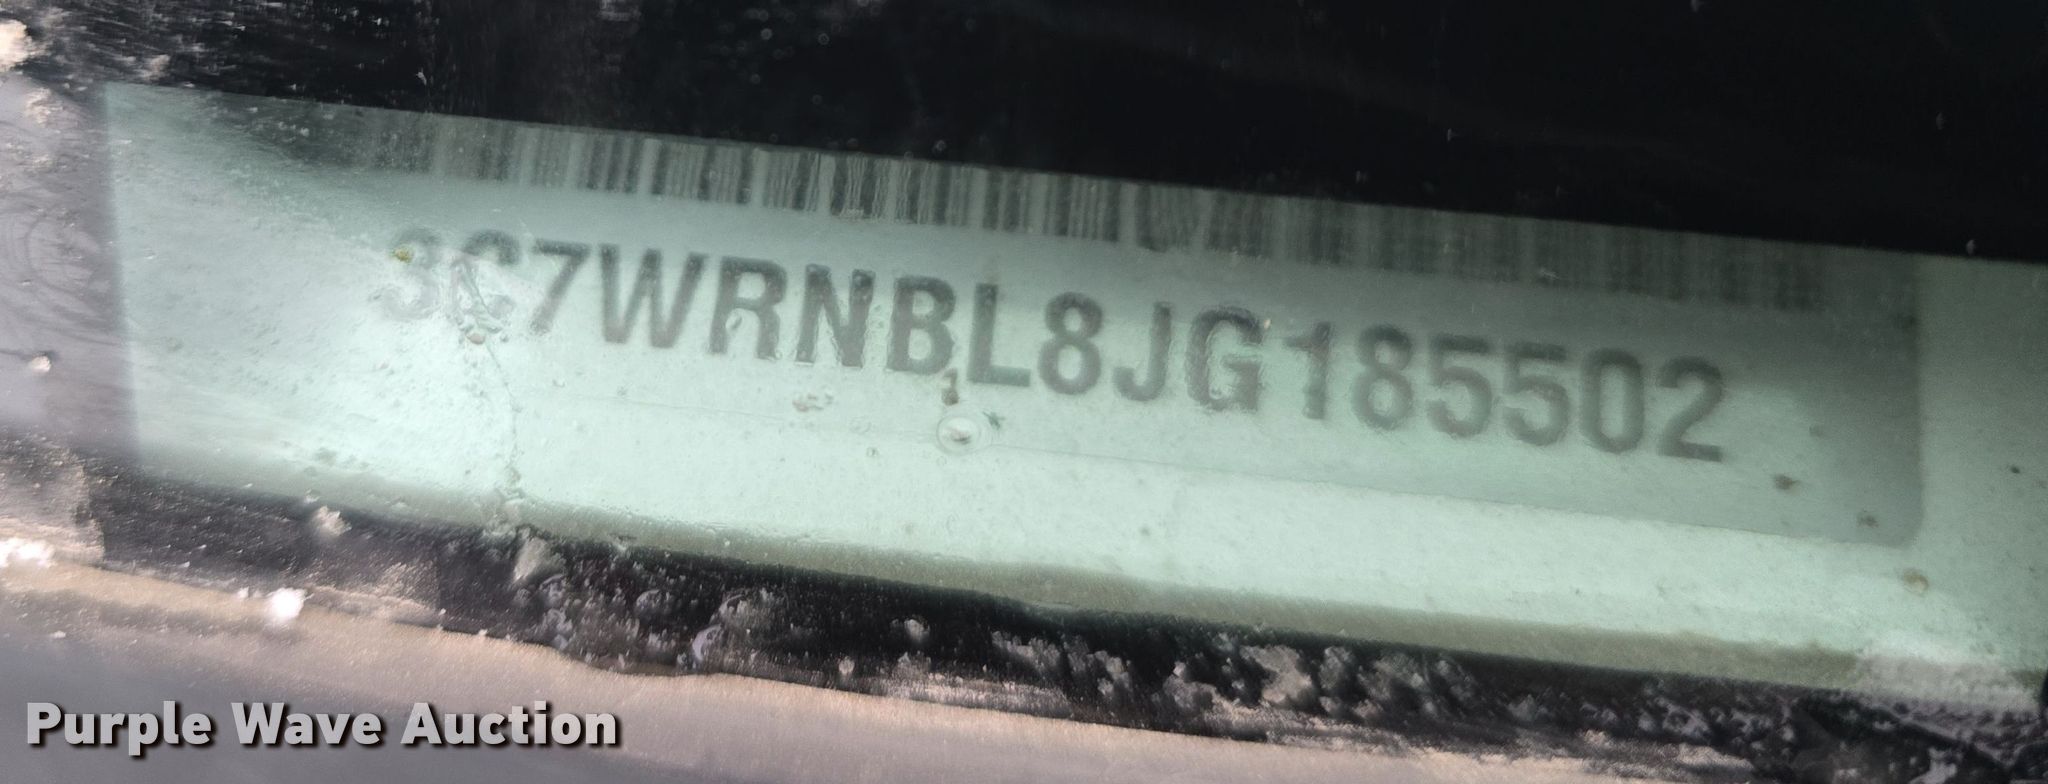 3C7WRNBL8JG185502
Purple Wave Auction